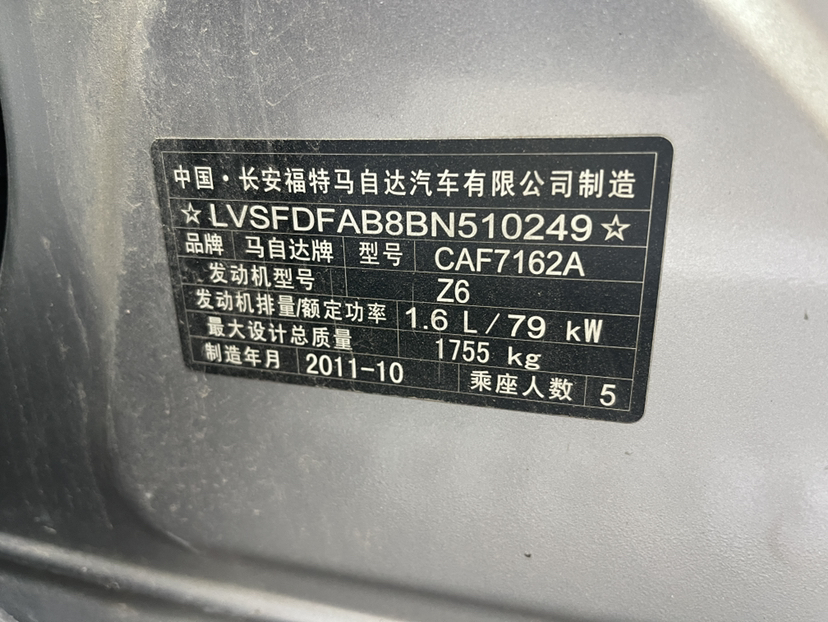 中国·长安福特马自达汽车有限公司制造
☆LVSFDFAB8BN510249☆
品牌 马自达牌 型号 CAF7162A
发动机型号 Z6
发动机排量/额定功率 1.6 L/79 kW
最大设计总质量 1755 kg
制造年月 2011-10 乘座人数 5